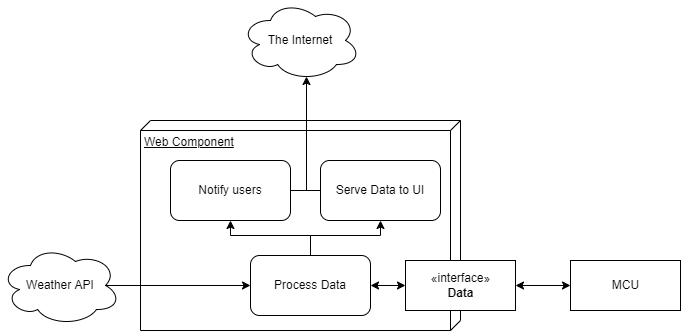 The Internet
Web Component
Notify users
Serve Data to UI
Weather API
Process Data
«interface»
Data
MCU